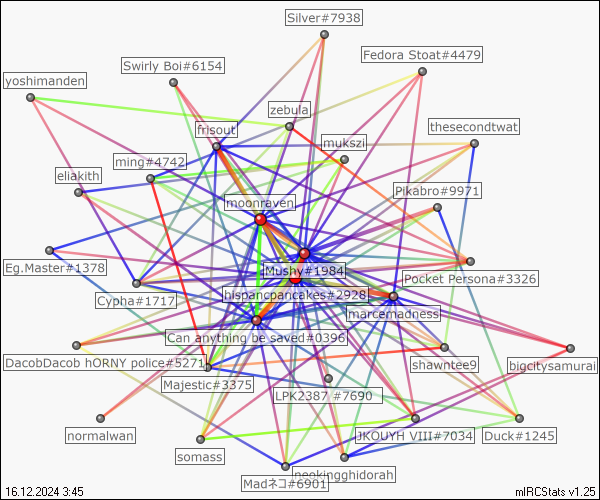 Silver#7938
Fedora Stoat#4479
Swirly Boi#6154
yoshimanden
zebula
frisout
thesecondtwat
mukszi
ming#4742
eliakith
Pikabro#9971
moonraven
Eg.Master#1378
Mushy#1984
Pocket Persona#3326
Cypha#1717
hispancpancakes#2928
marcemadness
Can anything be saved#0396
DacobDacob hORNY police#5271
shawntee9
bigcitysamurai
Majestic#3375
LPK2387 #7690
normalwan
JKOUYH VIII#7034
Duck#1245
somass
neokingghidorah
Madネコ#6901
16.12.2024 3:45
mIRCStats v1.25